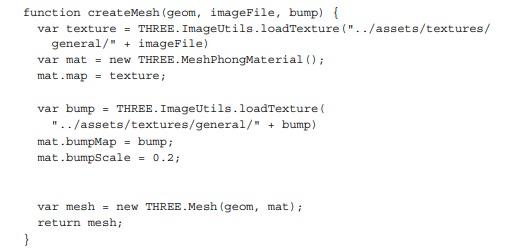 function createMesh(geom, imageFile, bump) {
var texture = THREE.ImageUtils.loadTexture("../assets/textures/
general/" + imageFile)
var mat = new THREE.MeshPhongMaterial();
mat.map = texture;
var bump = THREE.ImageUtils.loadTexture(
"../assets/textures/general/" + bump)
mat.bumpMap = bump;
mat.bumpScale = 0.2;
var mesh = new THREE.Mesh(geom, mat);
return mesh;
}